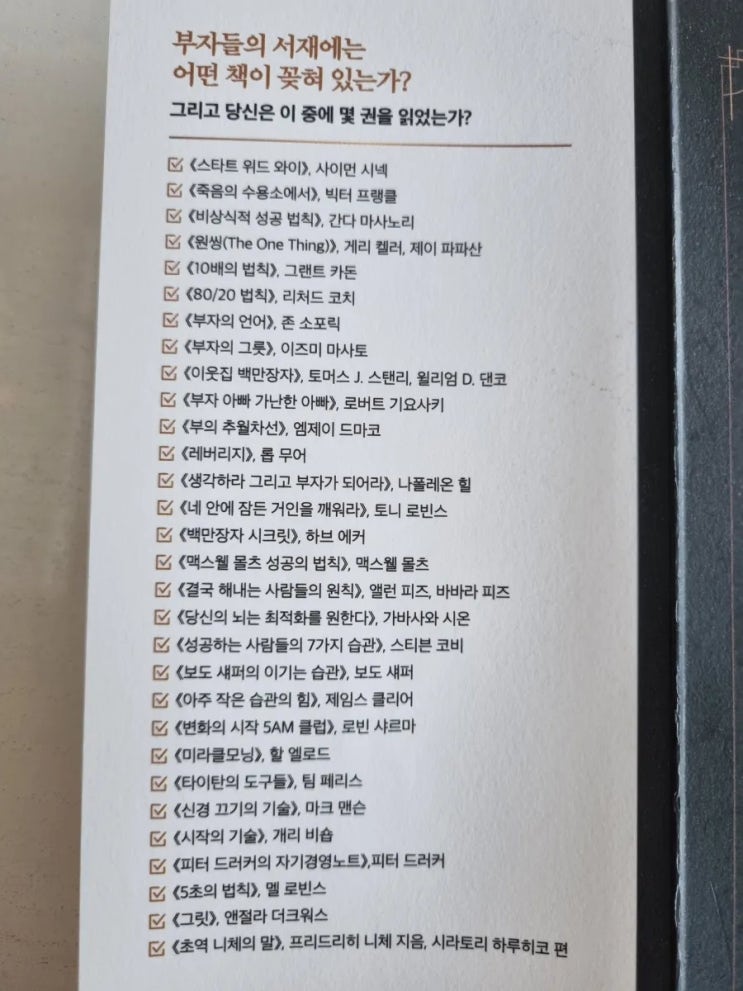 부자들의 서재에는
어떤 책이 꽂혀 있는가?
그리고 당신은 이 중에 몇 권을 읽었는가?
《스타트 위드 와이》, 사이먼 시넥
《죽음의 수용소에서》, 빅터 프랭클
《비상식적 성공 법칙》, 간다 마사노리
《원씽(The One Thing)》, 게리 켈러, 제이 파파산
《10배의 법칙》, 그랜트 카돈
《80/20 법칙》, 리처드 코치
《부자의 언어》, 존 소포릭
《부자의 그릇》, 이즈미 마사토
《이웃집 백만장자》, 토머스 J. 스탠리, 윌리엄 D. 댄코
《부자 아빠 가난한 아빠》, 로버트 기요사키
《부의 추월차선》, 엠제이 드마코
《레버리지》, 롭 무어
《생각하라 그리고 부자가 되어라》, 나폴레온 힐
《네 안에 잠든 거인을 깨워라》, 토니 로빈스
《백만장자 시크릿》, 하브 에커
《맥스웰 몰츠 성공의 법칙》, 맥스웰 몰츠
《결국 해내는 사람들의 원칙》, 앨런 피즈, 바바라 피즈
《당신의 뇌는 최적화를 원한다》, 가바사와 시온
《성공하는 사람들의 7가지 습관》, 스티븐 코비
《보도 섀퍼의 이기는 습관》, 보도 섀퍼
《아주 작은 습관의 힘》, 제임스 클리어
《변화의 시작 5AM 클럽》, 로빈 샤르마
《미라클모닝》, 할 엘로드
《타이탄의 도구들》, 팀 페리스
《신경 끄기의 기술》, 마크 맨슨
《시작의 기술》, 개리 비숍
《피터 드러커의 자기경영노트》,피터 드러커
《5초의 법칙》, 멜 로빈스
《그릿》, 앤절라 더크워스
《초역 니체의 말》, 프리드리히 니체 지음, 시라토리 하루히코 편